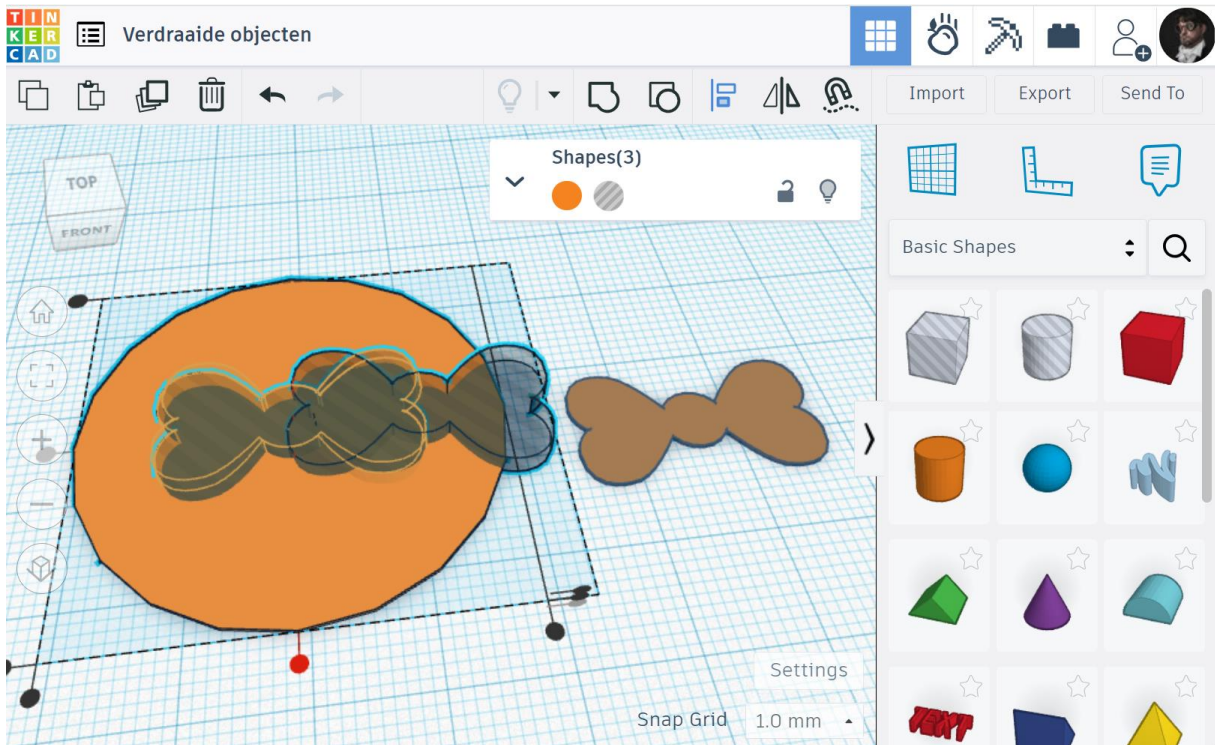 TIN
KER
CAD
Verdraaide objecten
Import
Export
Send To
TOP
FRONT
Shapes(3)
Basic Shapes
TEXT
Settings
Snap Grid
1.0 mm